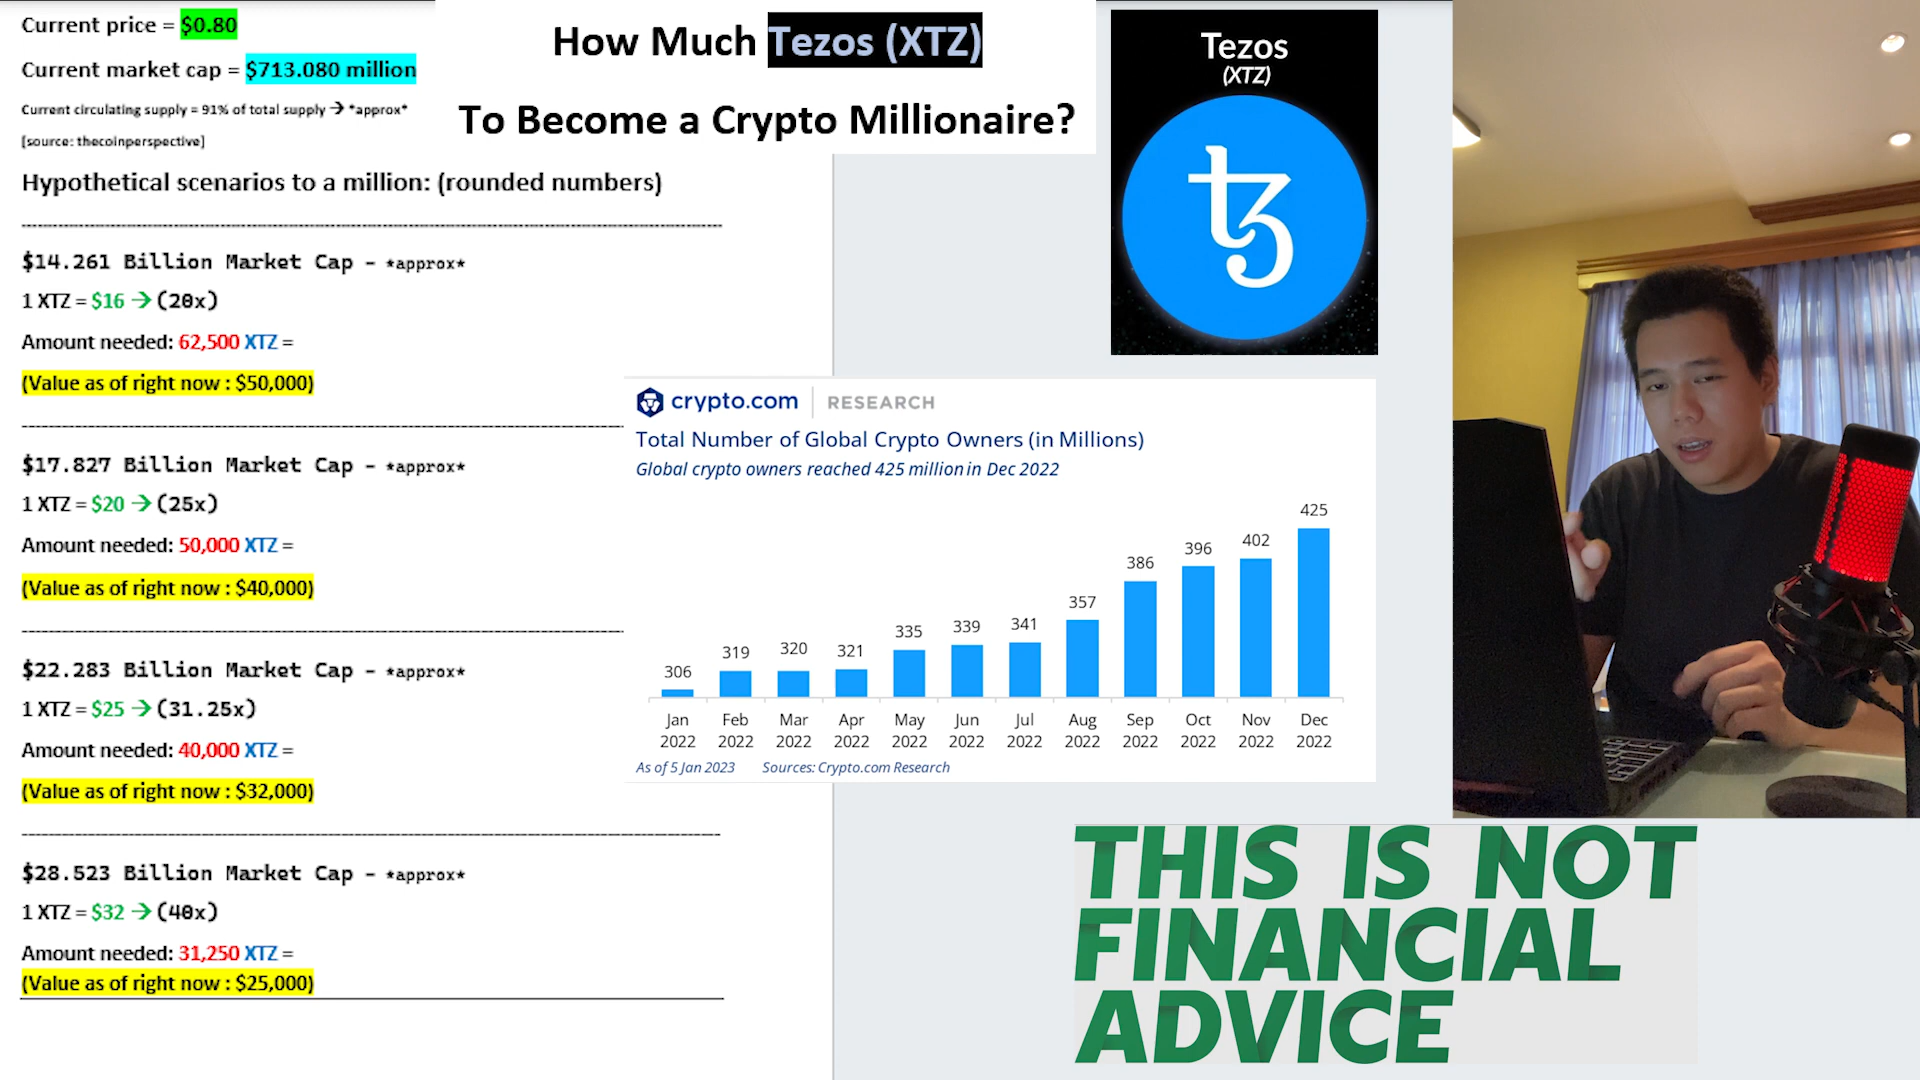 Current price = $0.80
Current market cap = $713.080 million
Current circulating supply = 91% of total supply → *approx*
[source: thecoinperspective]
How Much Tezos (XTZ)
To Become a Crypto Millionaire?
Tezos
(XTZ)
Hypothetical scenarios to a million: (rounded numbers)
$14.261 Billion Market Cap - *approx*
1 XTZ = $16 → (20x)
Amount needed: 62,500 XTZ =
(Value as of right now : $50,000)
$17.827 Billion Market Cap - *approx*
1 XTZ = $20 → (25x)
Amount needed: 50,000 XTZ =
(Value as of right now : $40,000)
$22.283 Billion Market Cap - *approx*
1 XTZ = $25 → (31.25x)
Amount needed: 40,000 XTZ =
(Value as of right now : $32,000)
$28.523 Billion Market Cap - *approx*
1 XTZ = $32 → (40x)
Amount needed: 31,250 XTZ =
(Value as of right now : $25,000)
crypto.com RESEARCH
Total Number of Global Crypto Owners (in Millions)
Global crypto owners reached 425 million in Dec 2022
306 319 320 321 335 339 341 357 386 396 402 425
Jan Feb Mar Apr May Jun Jul Aug Sep Oct Nov Dec
2022 2022 2022 2022 2022 2022 2022 2022 2022 2022 2022 2022
As of 5 Jan 2023 Sources: Crypto.com Research
THIS IS NOT
FINANCIAL
ADVICE